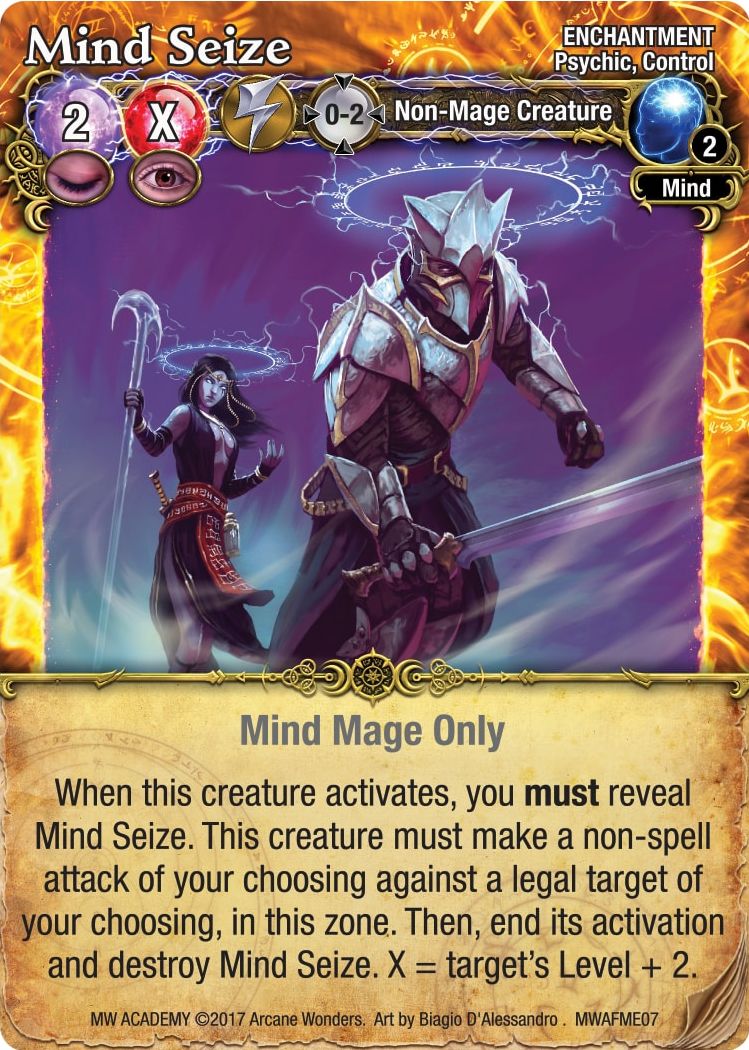 Mind Seize
ENCHANTMENT
Psychic, Control
2
X
0-2
Non-Mage Creature
2
Mind
Mind Mage Only
When this creature activates, you must reveal
Mind Seize. This creature must make a non-spell
attack of your choosing against a legal target of
your choosing, in this zone. Then, end its activation
and destroy Mind Seize. X = target's Level + 2.
MW ACADEMY ©2017 Arcane Wonders. Art by Biagio D'Alessandro . MWAFME07